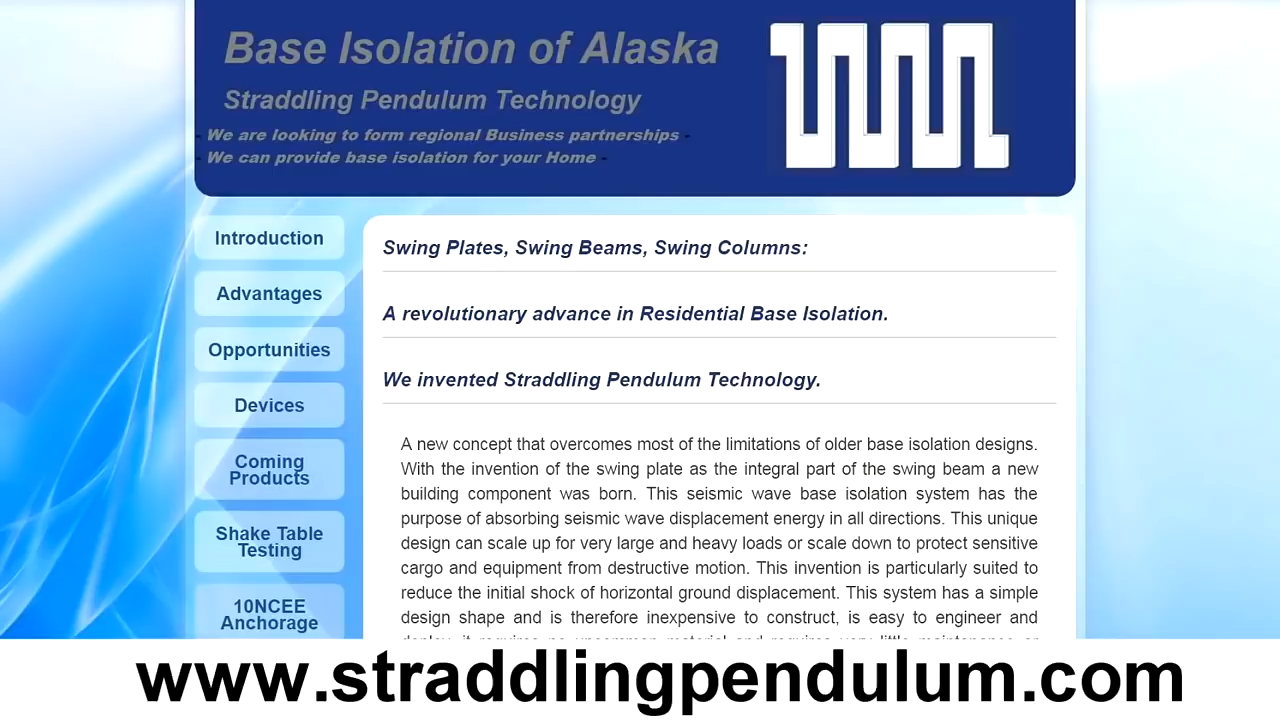 Base Isolation of Alaska
Straddling Pendulum Technology
- We are looking to form regional Business partnerships -
- We can provide base isolation for your Home -
Introduction
Advantages
Opportunities
Devices
Coming
Products
Shake Table
Testing
10NCEE
Anchorage
Swing Plates, Swing Beams, Swing Columns:
A revolutionary advance in Residential Base Isolation.
We invented Straddling Pendulum Technology.
A new concept that overcomes most of the limitations of older base isolation designs.
With the invention of the swing plate as the integral part of the swing beam a new
building component was born. This seismic wave base isolation system has the
purpose of absorbing seismic wave displacement energy in all directions. This unique
design can scale up for very large and heavy loads or scale down to protect sensitive
cargo and equipment from destructive motion. This invention is particularly suited to
reduce the initial shock of horizontal ground displacement. This system has a simple
design shape and is therefore inexpensive to construct, is easy to engineer and
www.straddlingpendulum.com